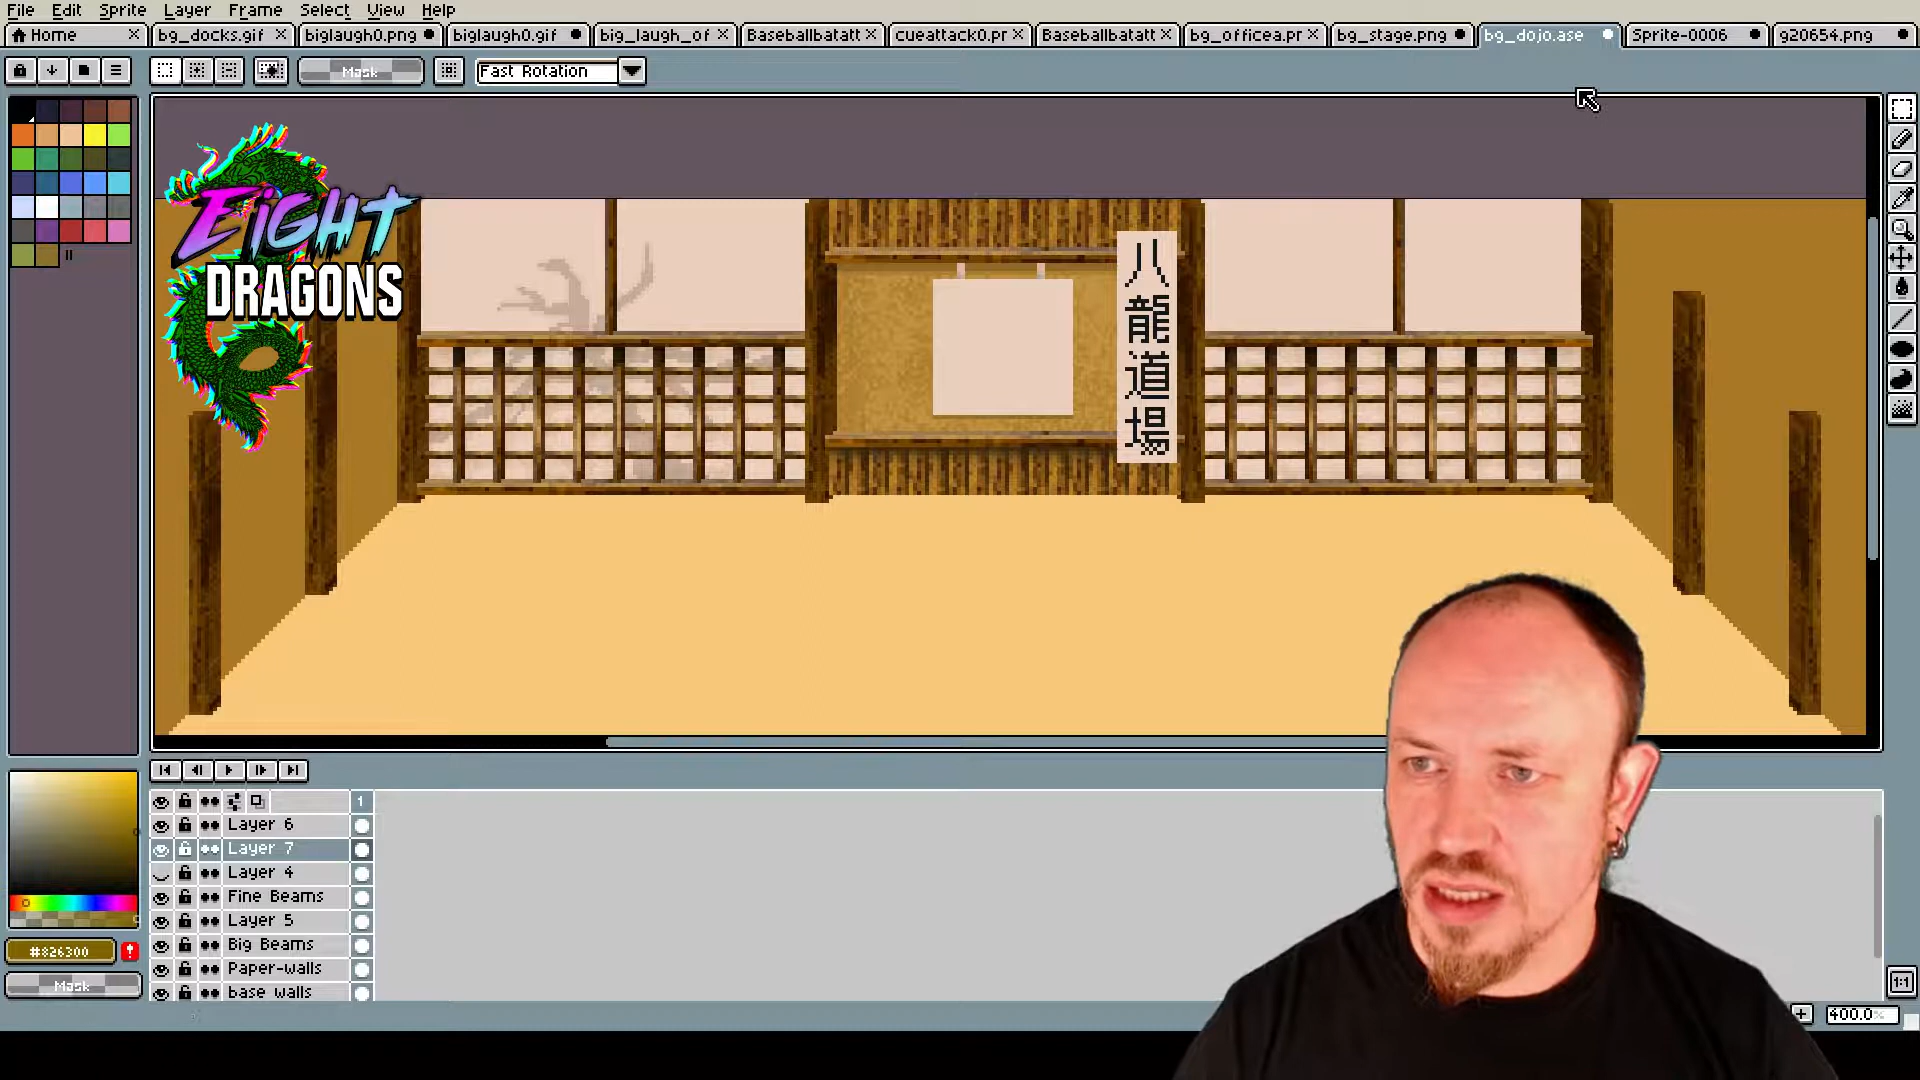 File Edit Sprite Layer Frame Select View Help
Home bg_docks.gif biglaugh0.png biglaugh0.gif big_laugh_of Baseballbatatt cueattack0.pr Baseballbatatt bg_officea.pr bg_stage.png bg_dojo.ase Sprite-0006 g20654.png
Mask Fast Rotation
EIGHT
DRAGONS
八龍道場
1
Layer 6
Layer 7
Layer 4
Fine Beams
Layer 5
Big Beams
Paper-walls
base walls
#826300
Mask
1:1
400.0%